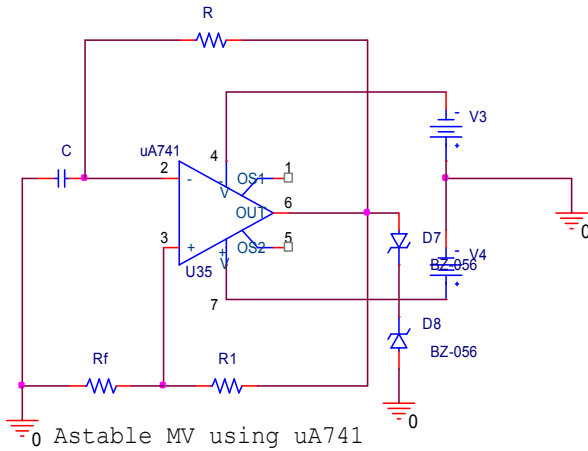 R
V3
C
uA741
4
1
2
-
-
V
OS1
6
OUT
0
D7
V4
BZ-056
3
+
+
V
OS2
5
U35
7
D8
BZ-056
Rf
R1
0
0
Astable MV using uA741